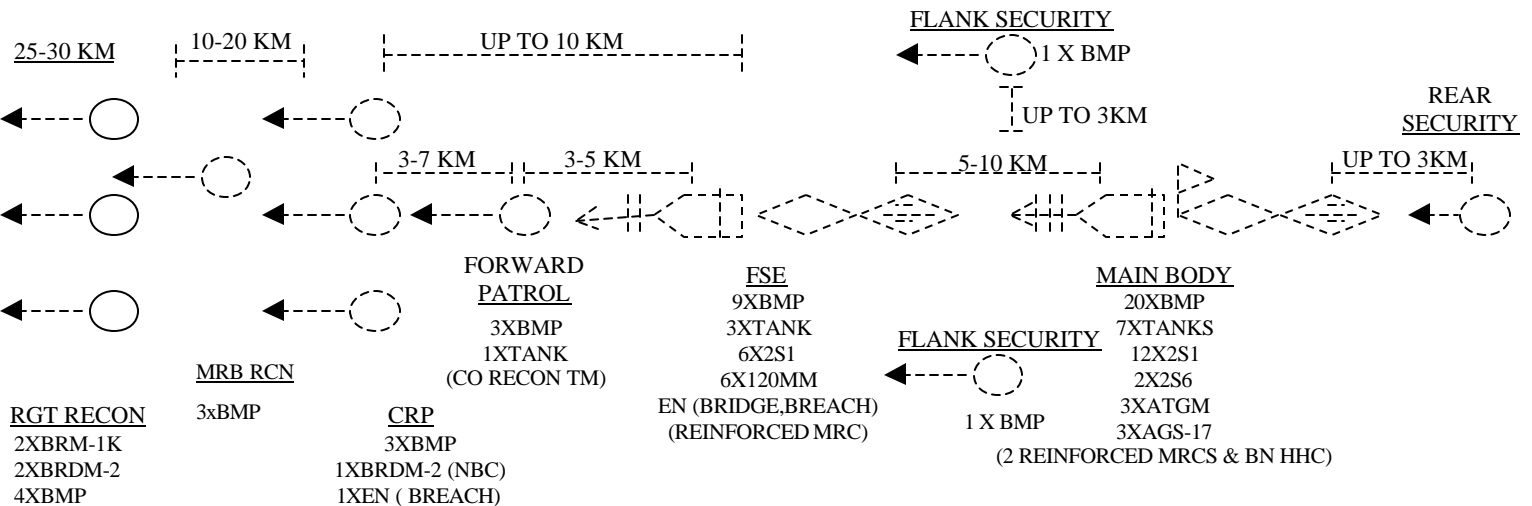 25-30 KM
10-20 KM
UP TO 10 KM
FLANK SECURITY
1 X BMP
UP TO 3KM
REAR
SECURITY
3-7 KM
3-5 KM
5-10 KM
UP TO 3KM
FORWARD
PATROL
3XBMP
1XTANK
(CO RECON TM)
FSE
9XBMP
3XTANK
6X2S1
6X120MM
EN (BRIDGE,BREACH)
(REINFORCED MRC)
MAIN BODY
20XBMP
7XTANKS
12X2S1
2X2S6
3XATGM
3XAGS-17
(2 REINFORCED MRCS & BN HHC)
FLANK SECURITY
1 X BMP
MRB RCN
3xBMP
RGT RECON
2XBRM-1K
2XBRDM-2
4XBMP
CRP
3XBMP
1XBRDM-2 (NBC)
1XEN ( BREACH)